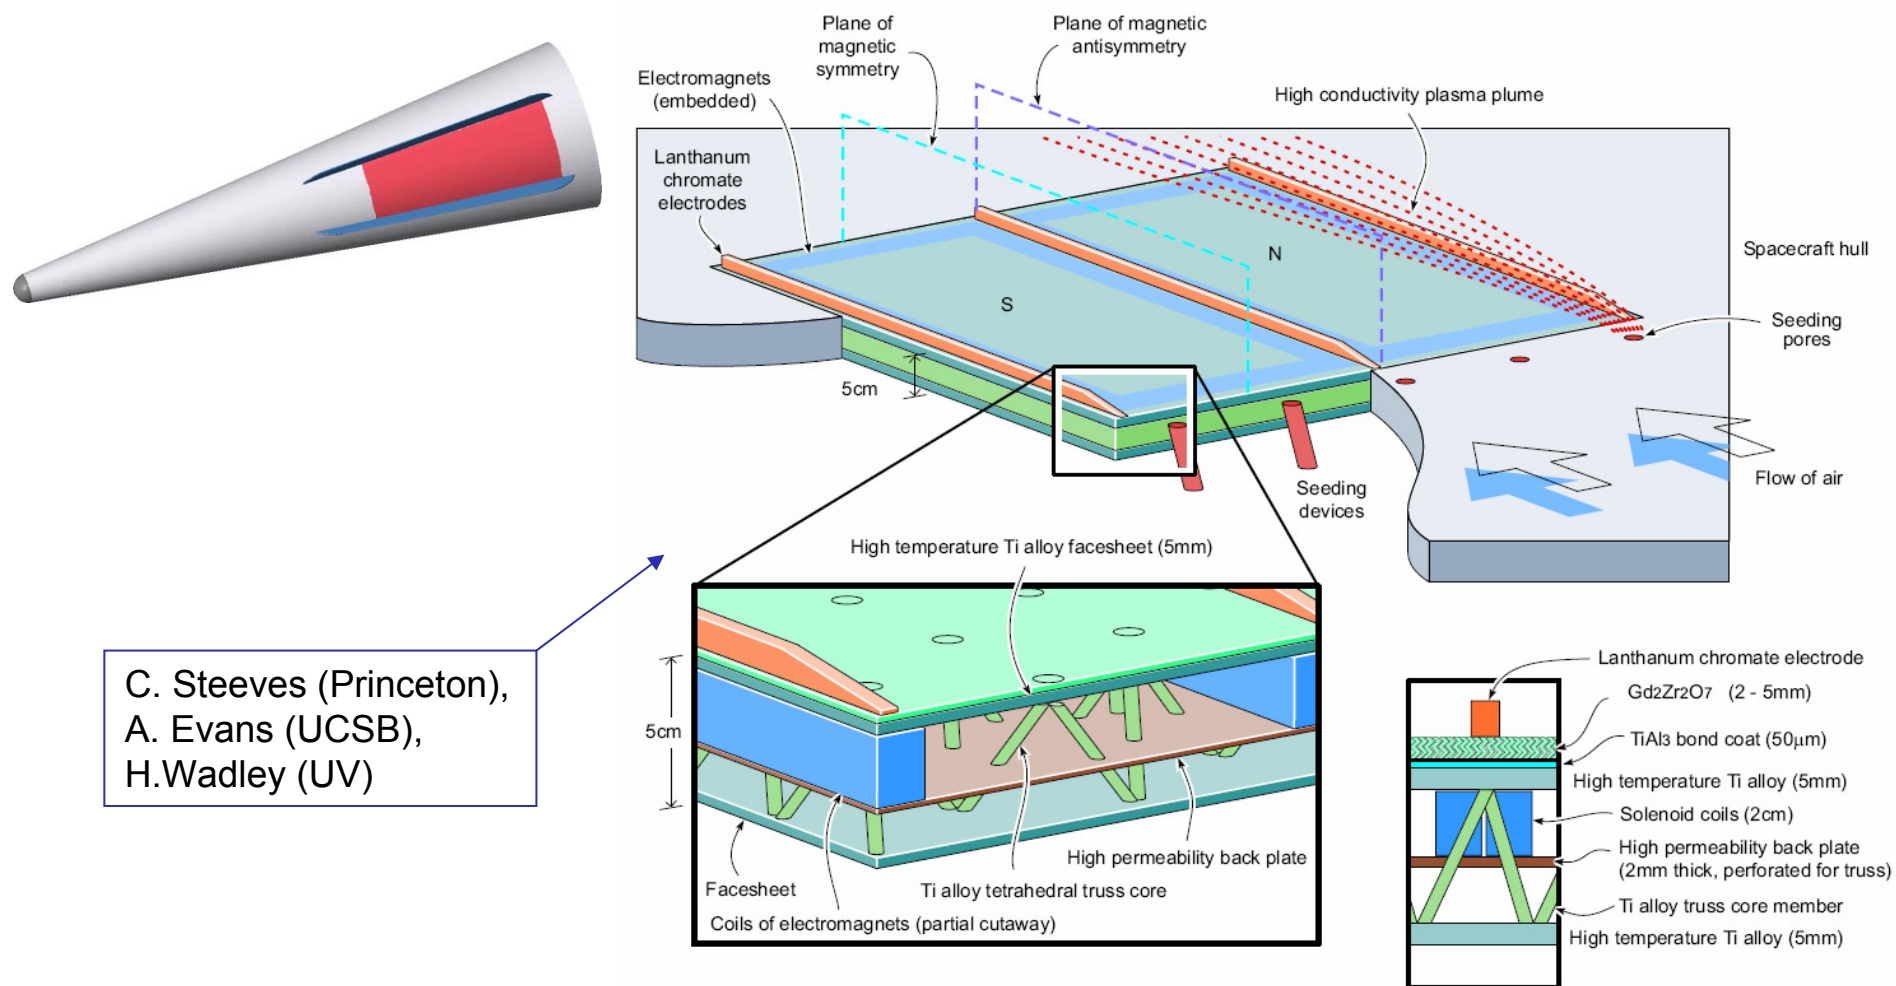 Plane of
magnetic
symmetry
Plane of magnetic
antisymmetry
Electromagnets
(embedded)
High conductivity plasma plume
Lanthanum
chromate
electrodes
N
S
Spacecraft hull
Seeding
pores
5cm
Flow of air
Seeding
devices
High temperature Ti alloy facesheet (5mm)
C. Steeves (Princeton),
A. Evans (UCSB),
H.Wadley (UV)
5cm
High permeability back plate
Facesheet
Ti alloy tetrahedral truss core
Coils of electromagnets (partial cutaway)
Lanthanum chromate electrode
Gd2Zr2O7 (2 - 5mm)
TiAl3 bond coat (50μm)
High temperature Ti alloy (5mm)
Solenoid coils (2cm)
High permeability back plate
(2mm thick, perforated for truss)
Ti alloy truss core member
High temperature Ti alloy (5mm)